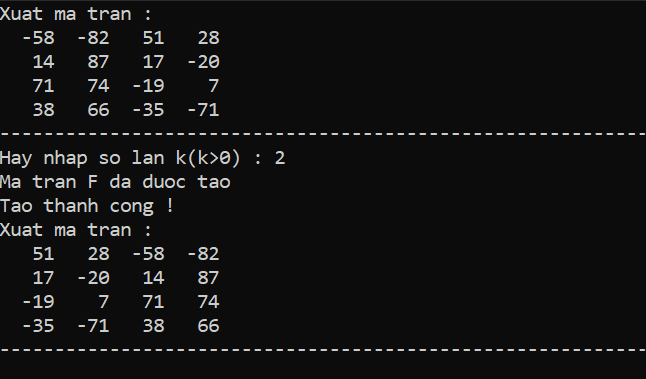 Xuat ma tran :
  -58  -82   51   28
   14   87   17  -20
   71   74  -19    7
   38   66  -35  -71
------------------------------------------------------------
Hay nhap so lan k(k>0) : 2
Ma tran F da duoc tao
Tao thanh cong !
Xuat ma tran :
   51   28  -58  -82
   17  -20   14   87
  -19    7   71   74
  -35  -71   38   66
------------------------------------------------------------